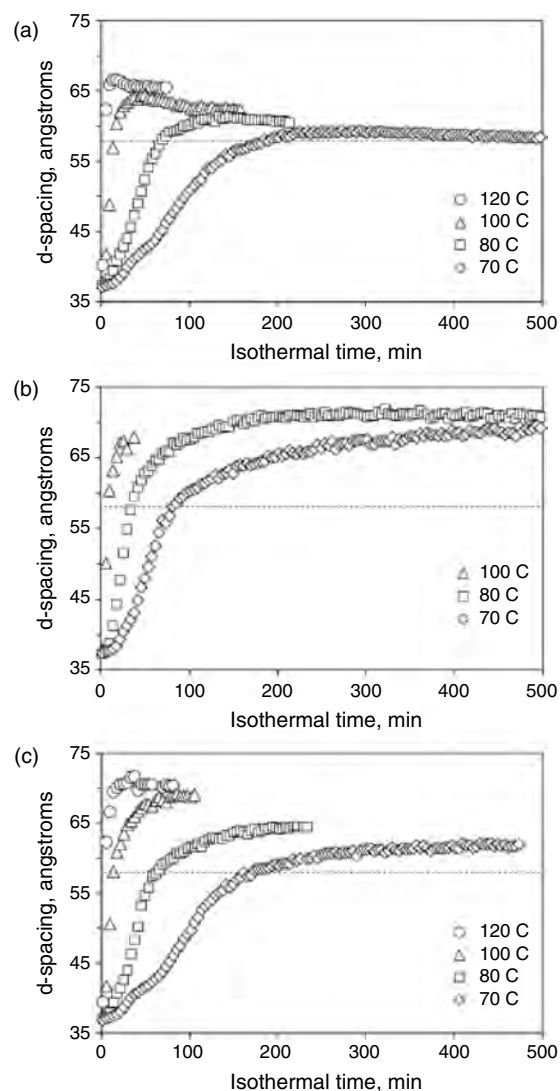 (a)
d-spacing, angstroms
75
65
55
45
35
120 C
100 C
80 C
70 C
0 100 200 300 400 500
Isothermal time, min
(b)
d-spacing, angstroms
75
65
55
45
35
100 C
80 C
70 C
0 100 200 300 400 500
Isothermal time, min
(c)
d-spacing, angstroms
75
65
55
45
35
120 C
100 C
80 C
70 C
0 100 200 300 400 500
Isothermal time, min